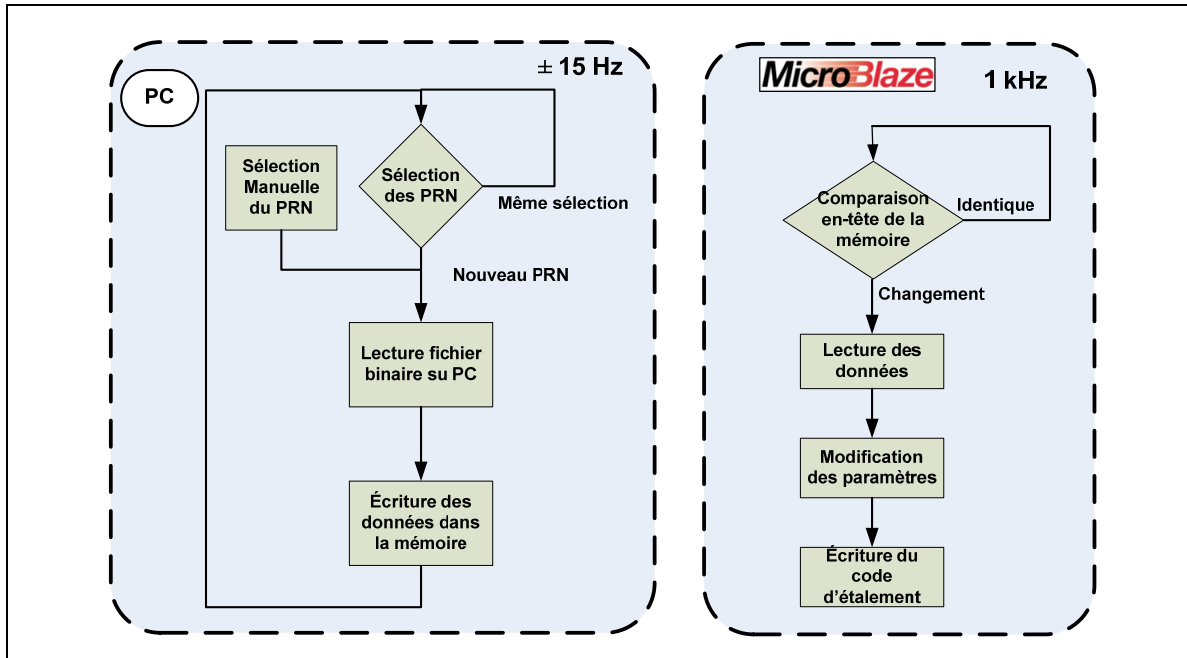 PC
± 15 Hz
Sélection
Manuelle
du PRN
Sélection
des PRN
Même sélection
Nouveau PRN
Lecture fichier
binaire su PC
Écriture des
données dans
la mémoire
MicroBlaze
1 kHz
Comparaison
en-tête de la
mémoire
Identique
Changement
Lecture des
données
Modification
des paramètres
Écriture du
code
d'étalement